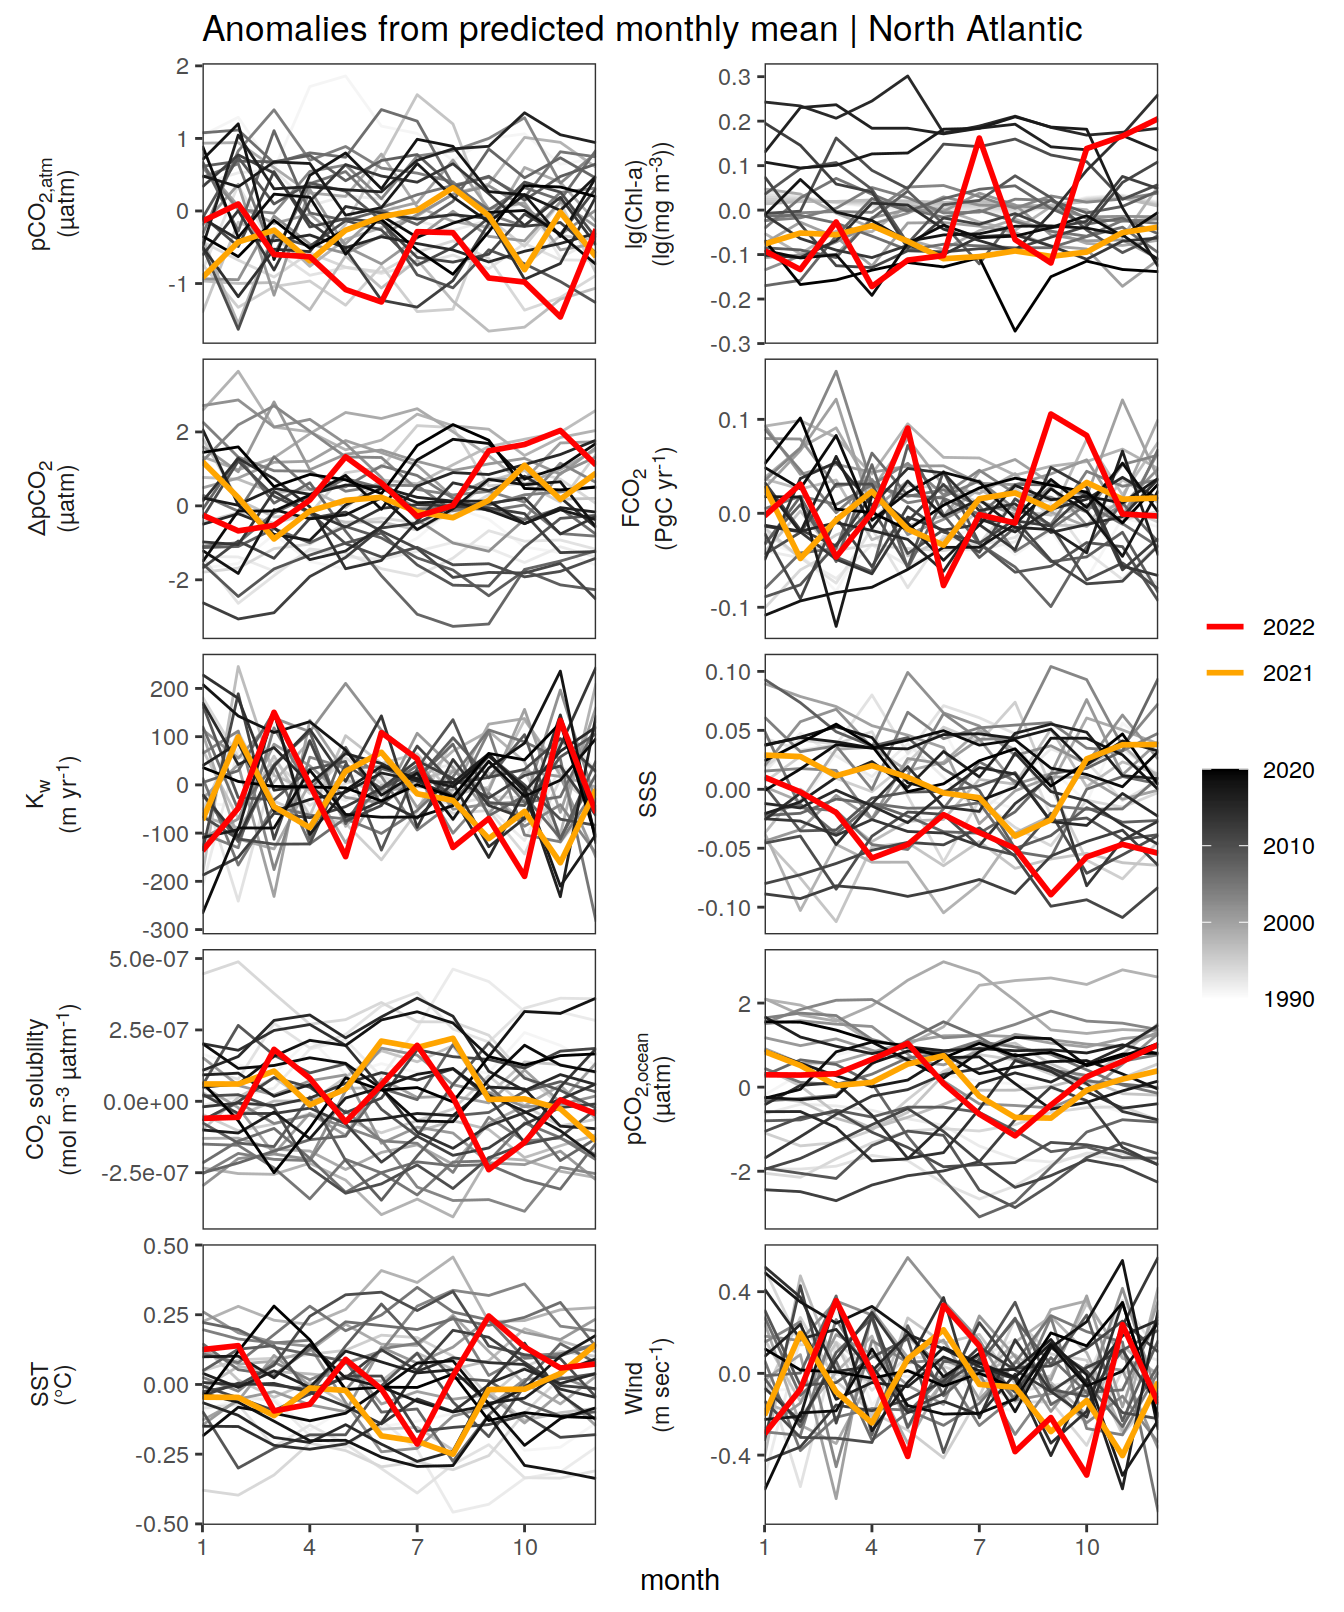 Anomalies from predicted monthly mean | North Atlantic
pCO2,atm
(µatm)
2
1
0
-1
lg(Chl-a)
(lg(mg m-3))
0.3
0.2
0.1
0.0
-0.1
-0.2
-0.3
ΔpCO2
(µatm)
2
0
-2
FCO2
(PgC yr-1)
0.1
0.0
-0.1
Kw
(m yr-1)
200
100
0
-100
-200
-300
SSS
0.10
0.05
0.00
-0.05
-0.10
CO2 solubility
(mol m-3 µatm-1)
5.0e-07
2.5e-07
0.0e+00
-2.5e-07
pCO2,ocean
(µatm)
2
0
-2
SST
(°C)
0.50
0.25
0.00
-0.25
-0.50
1 4 7 10
Wind
(m sec-1)
0.4
0.0
-0.4
1 4 7 10
month
2022
2021
2020
2010
2000
1990